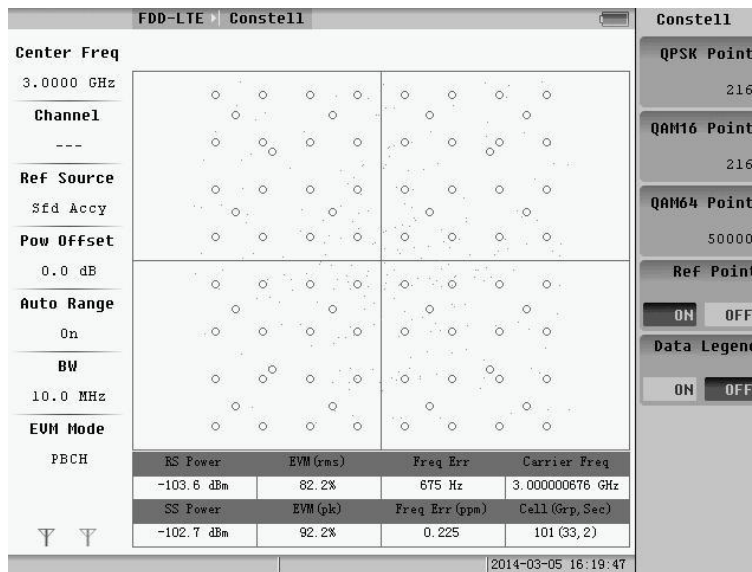 FDD-LTE Constell
Constell
Center Freq
3.0000 GHz
Channel
---
Ref Source
Sfd Accy
Pow Offset
0.0 dB
Auto Range
On
BW
10.0 MHz
EVM Mode
PBCH
RS Power EVM(rms) Freq Err Carrier Freq
-103.6 dBm 82.2% 675 Hz 3.000000676 GHz
SS Power EVM(pk) Freq Err(ppm) Cell(Grp,Sec)
-102.7 dBm 92.2% 0.225 101(33,2)
2014-03-05 16:19:47
QPSK Point
216
QAM16 Point
216
QAM64 Point
50000
Ref Point
ON OFF
Data Legend
ON OFF